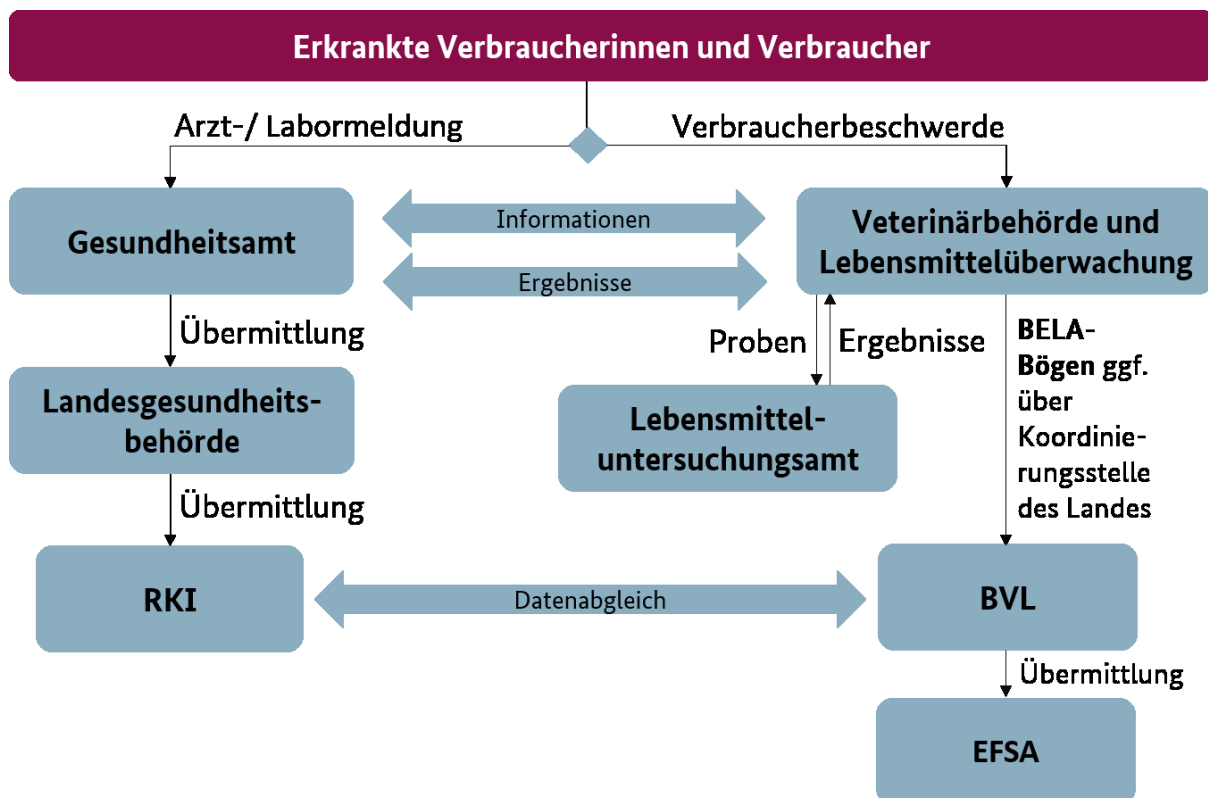 Erkrankte Verbraucherinnen und Verbraucher
Arzt-/ Labormeldung
Verbraucherbeschwerde
Gesundheitsamt
Informationen
Ergebnisse
Veterinärbehörde und
Lebensmittelüberwachung
Übermittlung
Proben
Ergebnisse
BELA-
Bögen ggf.
über
Koordinie-
rungsstelle
des Landes
Landesgesundheits-
behörde
Lebensmittel-
untersuchungsamt
Übermittlung
RKI
Datenabgleich
BVL
Übermittlung
EFSA